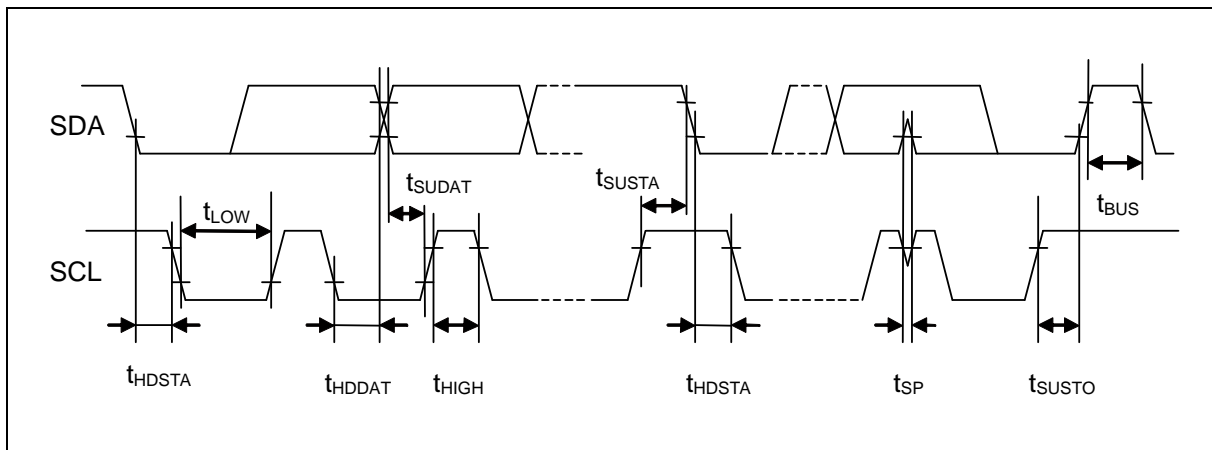 SDA
tSUDAT
tSUSTA
tLOW
tBUS
SCL
tHDSTA
tHDDAT
tHIGH
tHDSTA
tSP
tSUSTO